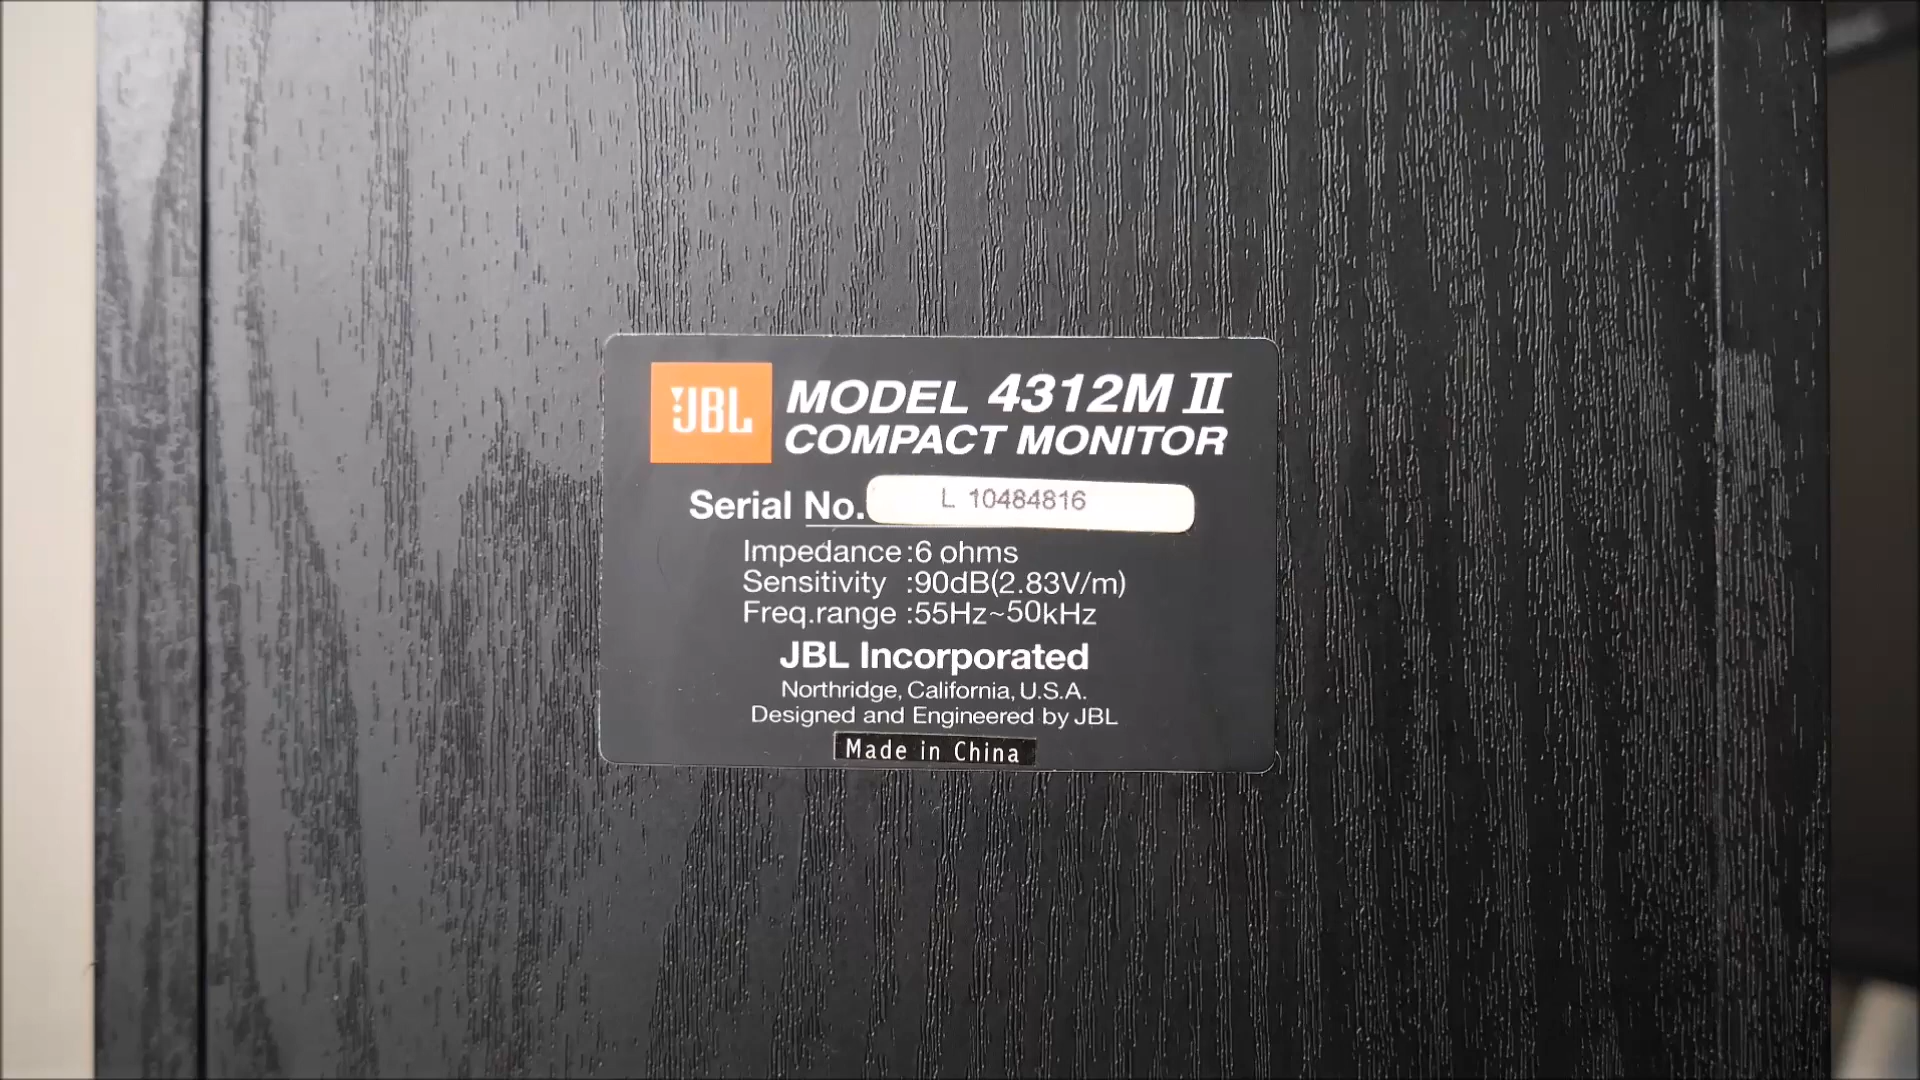 JBL
MODEL 4312M II
COMPACT MONITOR
Serial No. L 10484816
Impedance :6 ohms
Sensitivity :90dB(2.83V/m)
Freq.range :55Hz~50kHz
JBL Incorporated
Northridge, California, U.S.A.
Designed and Engineered by JBL
Made in China